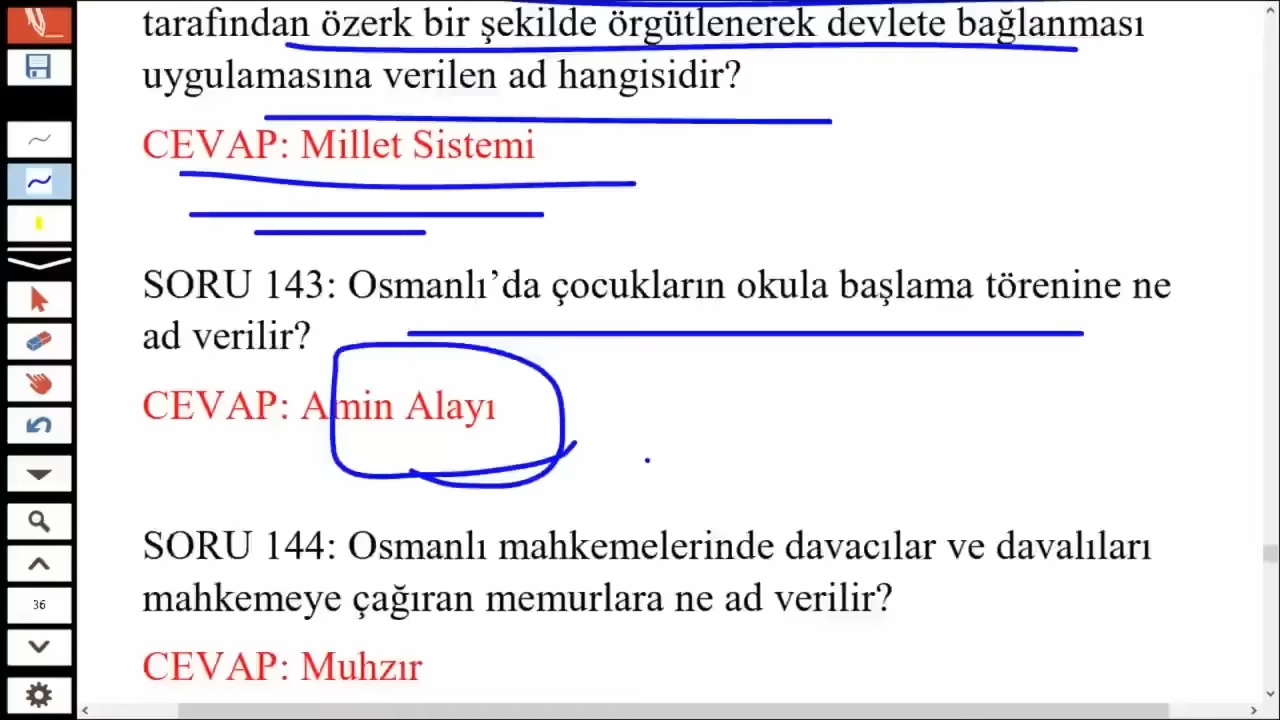 tarafından özerk bir şekilde örgütlenerek devlete bağlanması
uygulamasına verilen ad hangisidir?
CEVAP: Millet Sistemi
SORU 143: Osmanlı’da çocukların okula başlama törenine ne
ad verilir?
CEVAP: Amin Alayı
SORU 144: Osmanlı mahkemelerinde davacılar ve davalıları
mahkemeye çağıran memurlara ne ad verilir?
CEVAP: Muhzır
36